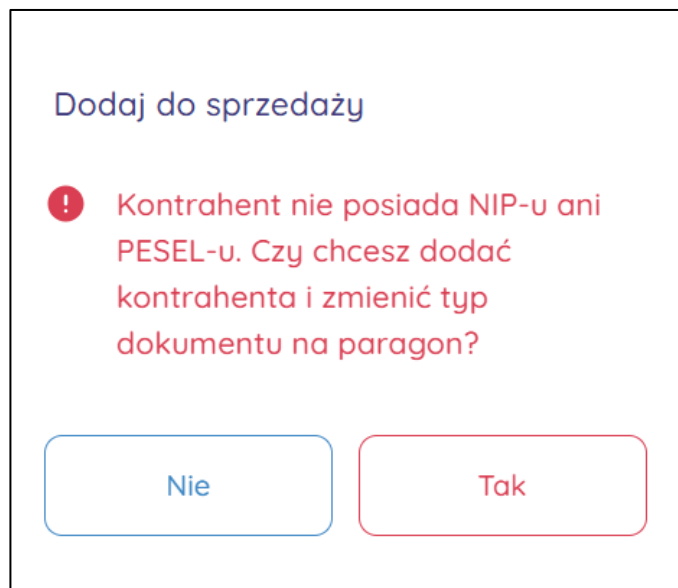 Dodaj do sprzedaży
Kontrahent nie posiada NIP-u ani
PESEL-u. Czy chcesz dodać
kontrahenta i zmienić typ
dokumentu na paragon?
Nie
Tak